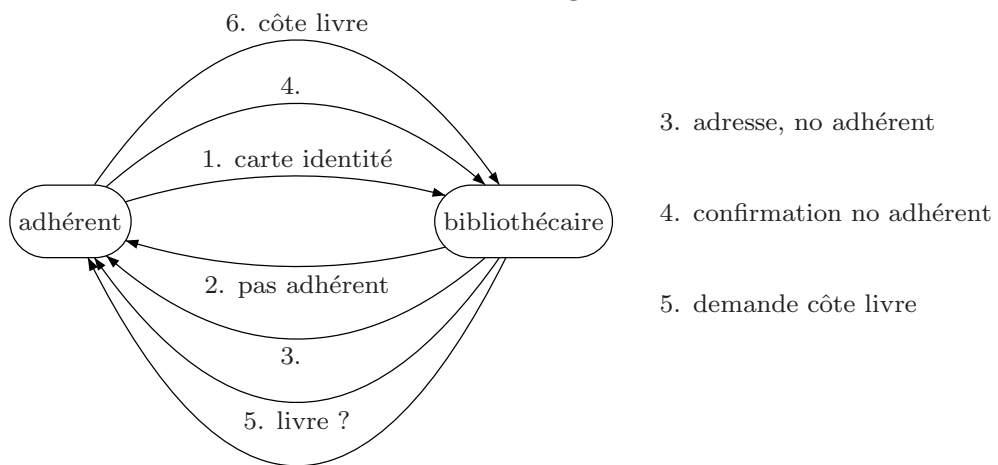 6. côte livre
4.
1. carte identité
adhérent
bibliothécaire
2. pas adhérent
3.
5. livre ?
3. adresse, no adhérent
4. confirmation no adhérent
5. demande côte livre